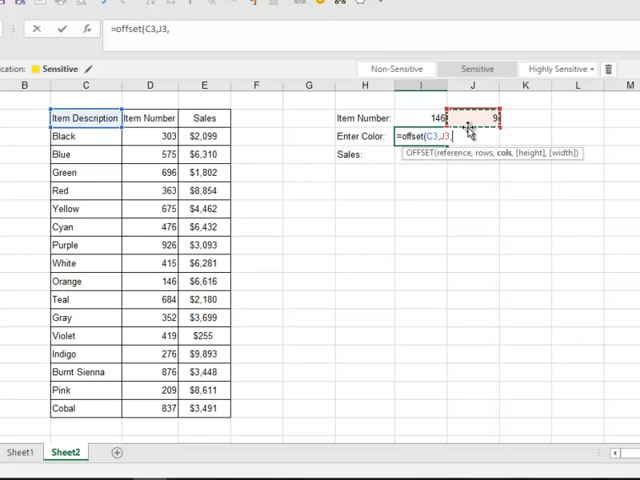 =offset(C3,J3,
ication:
Sensitive
Non-Sensitive
Sensitive
Highly Sensitive
B C D E F G H I J K L M
Item Description Item Number Sales Item Number: 146 9
Black 303 $2,099 Enter Color: =offset(C3,J3,
Blue 575 $6,310 Sales: OFFSET(reference, rows, cols, [height], [width])
Green 696 $1,554
Red 363 $8,854
Yellow 675 $4,462
Cyan 476 $6,432
Purple 926 $3,093
White 415 $6,281
Orange 146 $6,616
Teal 684 $2,180
Gray 352 $3,699
Violet 419 $255
Indigo 276 $9,893
Burnt Sienna 876 $3,448
Pink 209 $8,611
Cobal 837 $3,491
Sheet1 Sheet2